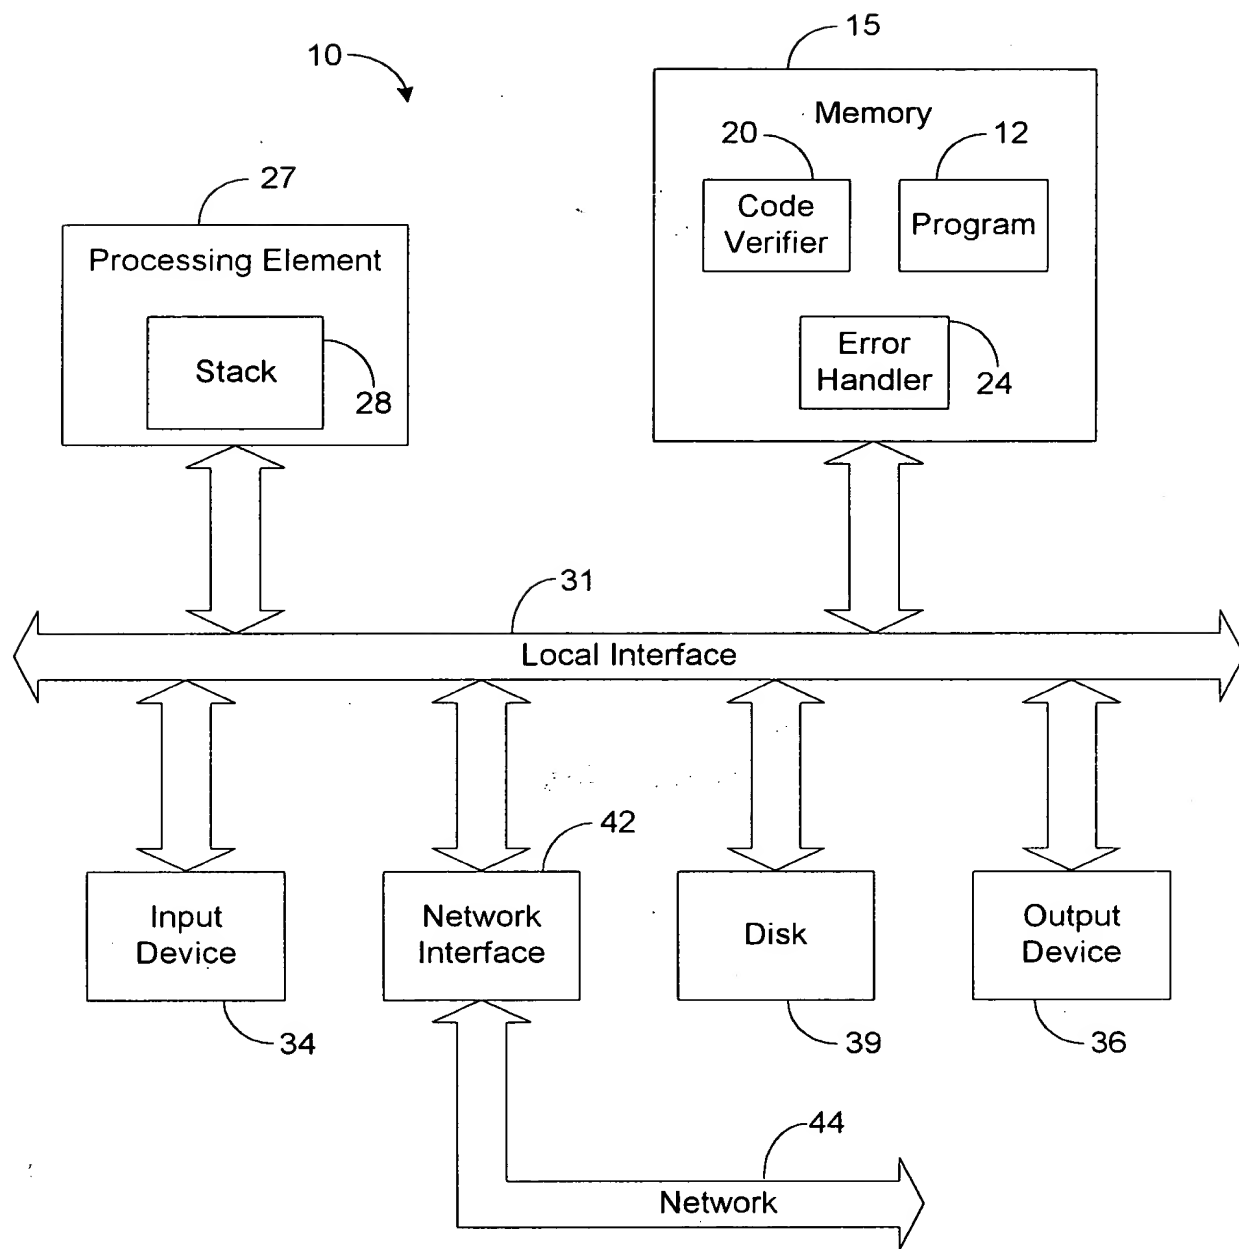 15
10
Memory
20
12
27
Code
Verifier
Program
Processing Element
Stack
28
Error
Handler
24
31
Local Interface
42
Input
Device
Network
Interface
Disk
Output
Device
34
39
36
44
Network